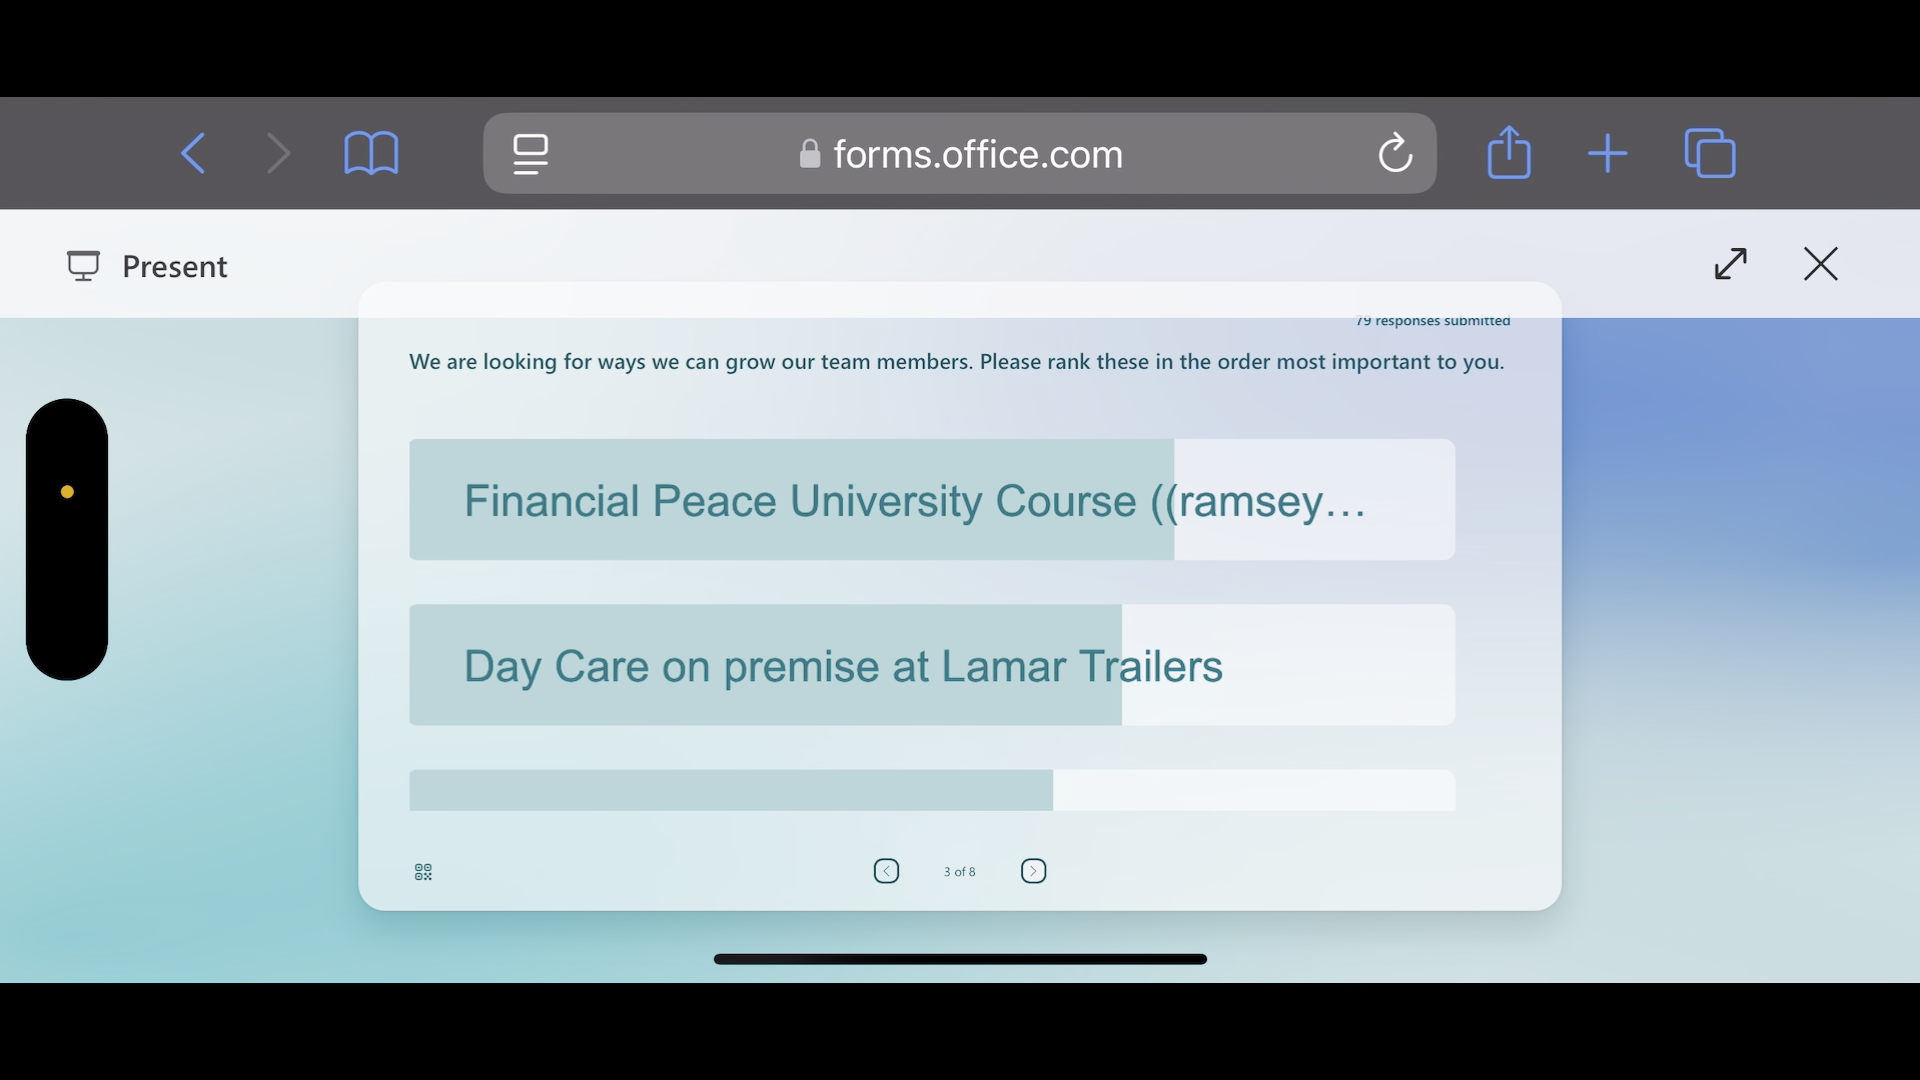 forms.office.com
Present
79 responses submitted
We are looking for ways we can grow our team members. Please rank these in the order most important to you.
Financial Peace University Course ((ramsey...
Day Care on premise at Lamar Trailers
3 of 8